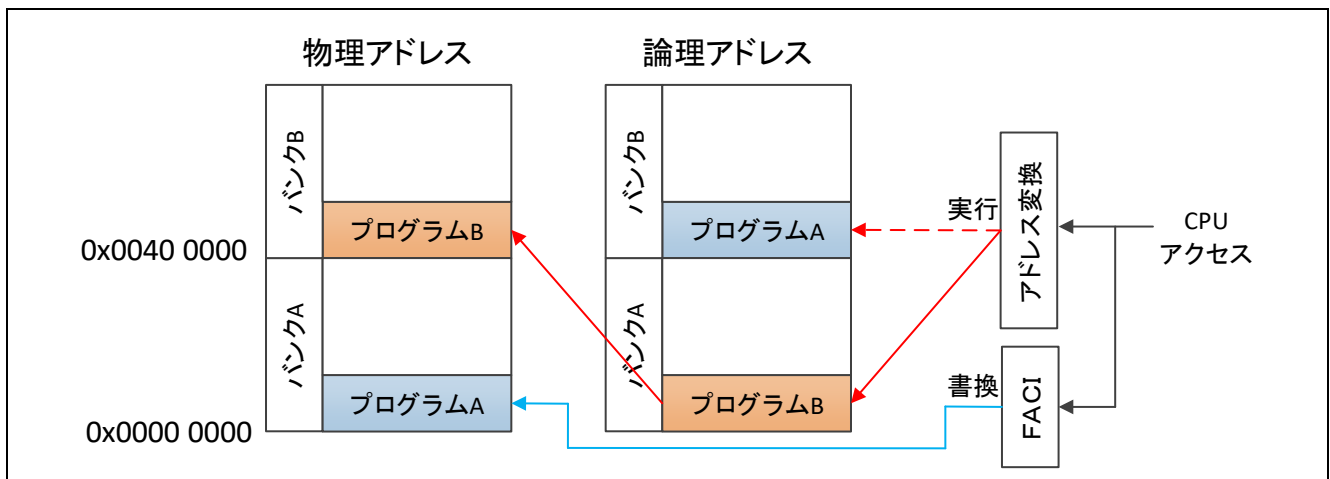 物理アドレス
論理アドレス
バンクB
プログラムB
0x0040 0000
バンクA
プログラムA
0x0000 0000
バンクB
プログラムA
バンクA
プログラムB
実行
アドレス変換
CPU
アクセス
書換
FACI